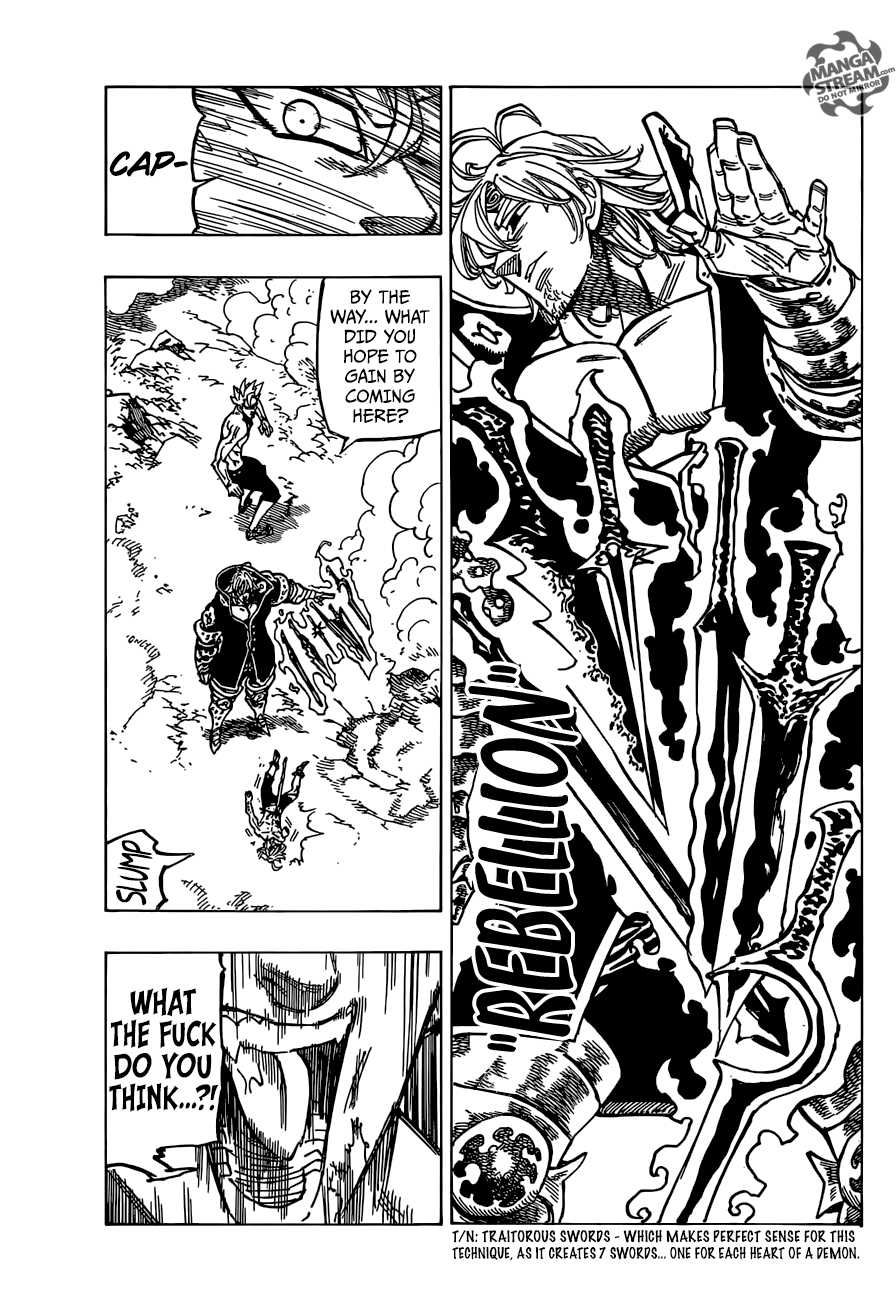 MANGA
STREAM.com
DO NOT MIRROR
"REBELLION"
T/N: TRAITOROUS SWORDS - WHICH MAKES PERFECT SENSE FOR THIS
TECHNIQUE, AS IT CREATES 7 SWORDS... ONE FOR EACH HEART OF A DEMON.
CAP-
BY THE
WAY... WHAT
DID YOU
HOPE TO
GAIN BY
COMING
HERE?
SLUMP
WHAT
THE FUCK
DO YOU
THINK...?!